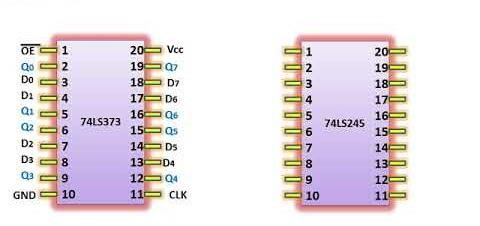 OE 1 20 Vcc
Q0 2 19 Q7
D0 3 18 D7
D1 4 17 D6
Q1 5 16 Q6
Q2 6 15 Q5
D2 7 14 D5
D3 8 13 D4
Q3 9 12 Q4
GND 10 11 CLK
74LS373
1 20
2 19
3 18
4 17
5 16
6 15
7 14
8 13
9 12
10 11
74LS245